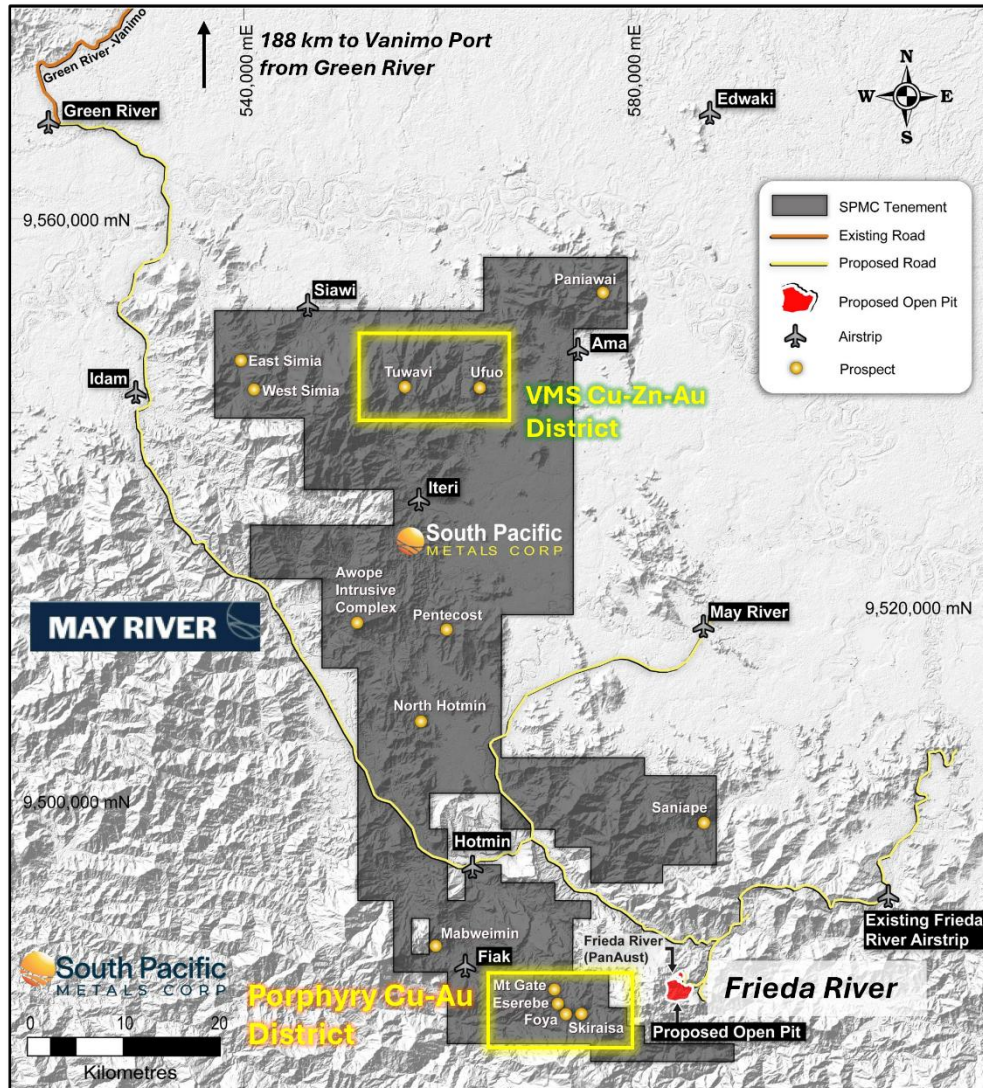 188 km to Vanimo Port
from Green River
Green River -Vanimo
540,000 mE
580,000 mE
N
W E
S
Green River
Edwaki
9,560,000 mN
SPMC Tenement
Existing Road
Proposed Road
Proposed Open Pit
Airstrip
Prospect
Siawi
Paniawai
Ama
East Simia
West Simia
Idam
Tuwavi
Ufuo
VMS Cu-Zn-Au
District
Iteri
South Pacific
METALS CORP
Awope
Intrusive
Complex
Pentecost
MAY RIVER
May River
9,520,000 mN
North Hotmin
9,500,000 mN
Saniape
Hotmin
Existing Frieda
River Airstrip
Mabweimin
Fiak
Frieda River
(PanAust)
Frieda River
Proposed Open Pit
South Pacific
METALS CORP
Porphyry Cu-Au
District
Mt Gate
Eserebe
Foya
Skiraisa
0 10 20
Kilometres